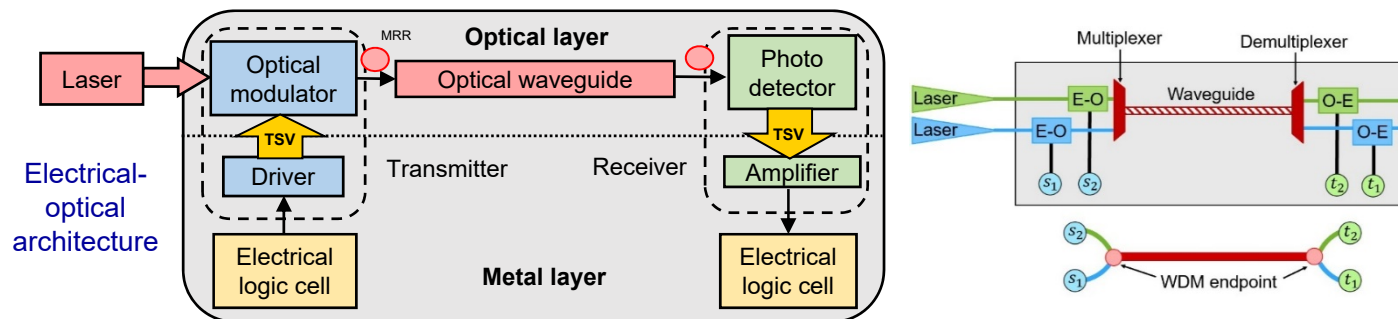 Electrical-
optical
architecture
Laser
Optical
modulator
MRR
Optical layer
Optical waveguide
Photo
detector
TSV
TSV
Driver
Transmitter
Receiver
Amplifier
Electrical
logic cell
Metal layer
Electrical
logic cell
Multiplexer
Demultiplexer
Laser
E-O
Waveguide
O-E
Laser
E-O
O-E
s₁
s₂
t₂
t₁
s₂
t₂
s₁
WDM endpoint
t₁